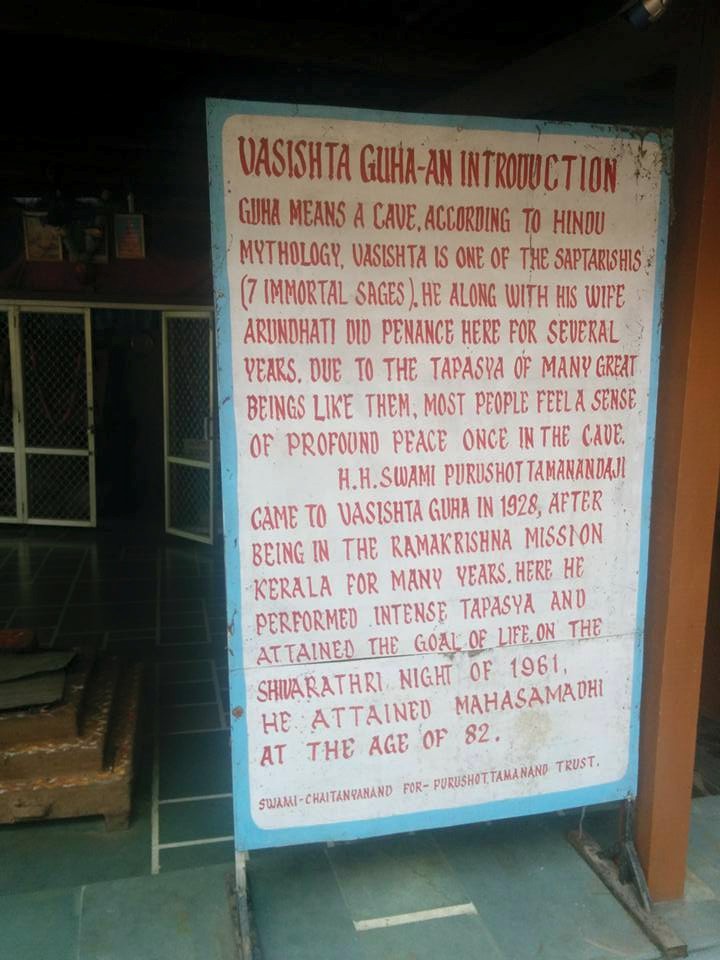 VASISHTA GUHA-AN INTRODUCTION
GUHA MEANS A CAVE, ACCORDING TO HINDU
MYTHOLOGY, VASISHTA IS ONE OF THE SAPTARISHIS
(7 IMMORTAL SAGES). HE ALONG WITH HIS WIFE
ARUNDHATI DID PENANCE HERE FOR SEVERAL
YEARS. DUE TO THE TAPASYA OF MANY GREAT
BEINGS LIKE THEM, MOST PEOPLE FEEL A SENSE
OF PROFOUND PEACE ONCE IN THE CAVE.
H.H.SWAMI PURUSHOTTAMANANDAJI
CAME TO VASISHTA GUHA IN 1928, AFTER
BEING IN THE RAMAKRISHNA MISSION
KERALA FOR MANY YEARS. HERE HE
PERFORMED INTENSE TAPASYA AND
ATTAINED THE GOAL OF LIFE. ON THE
SHIVARATHRI NIGHT OF 1961,
HE ATTAINED MAHASAMADHI
AT THE AGE OF 82.
SWAMI-CHAITANYANAND FOR-PURUSHOTTAMANAND TRUST.